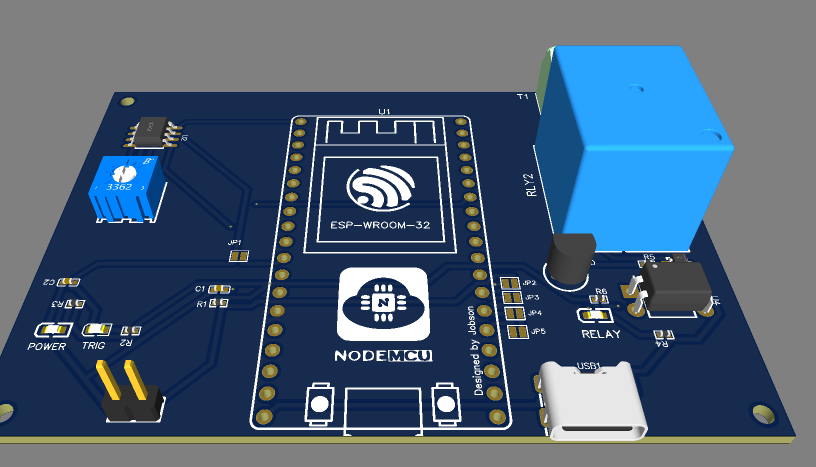 T1
U1
3362
RLY2
ESP-WROOM-32
JP1
R5
C2
C1
JP2
R3
R1
JP3
R6
JP4
POWER
TRIG
R2
JP5
RELAY
R4
NODEMCU
Designed by Jobson
USB1